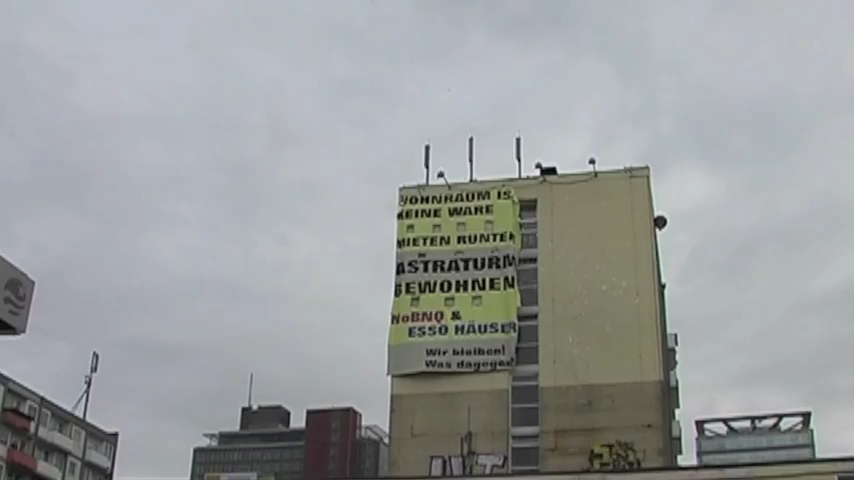 WOHNRAUM IS
KEINE WARE
MIETEN RUNTER
ASTRATURM
BEWOHNEN
NoBNQ &
ESSO HÄUSER
Wir bleiben!
Was dagegen